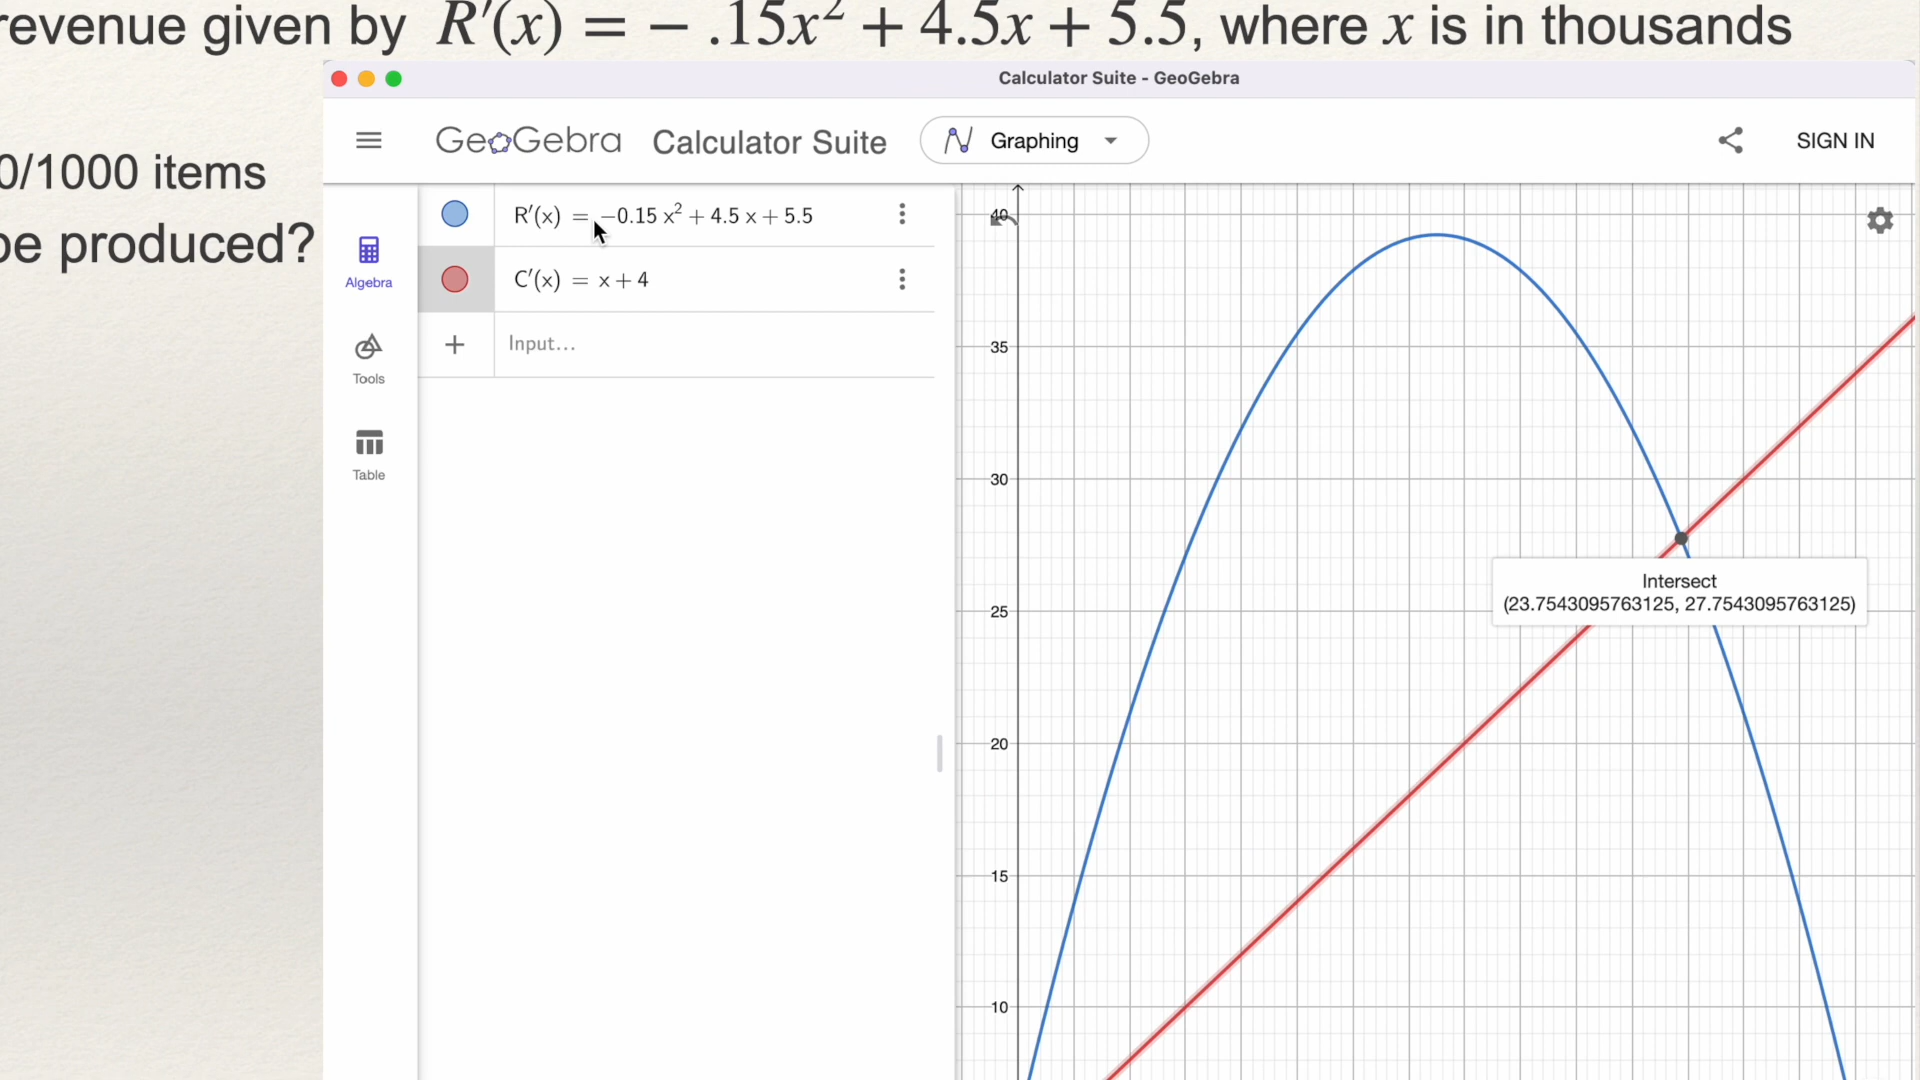 revenue given by R′(x) = − .15x² + 4.5x + 5.5, where x is in thousands
0/1000 items
be produced?
Calculator Suite - GeoGebra
GeoGebra Calculator Suite Graphing SIGN IN
R′(x) = −0.15 x² + 4.5 x + 5.5
C′(x) = x + 4
+ Input…
Algebra
Tools
Table
40
35
30
25
20
15
10
Intersect
(23.7543095763125, 27.7543095763125)